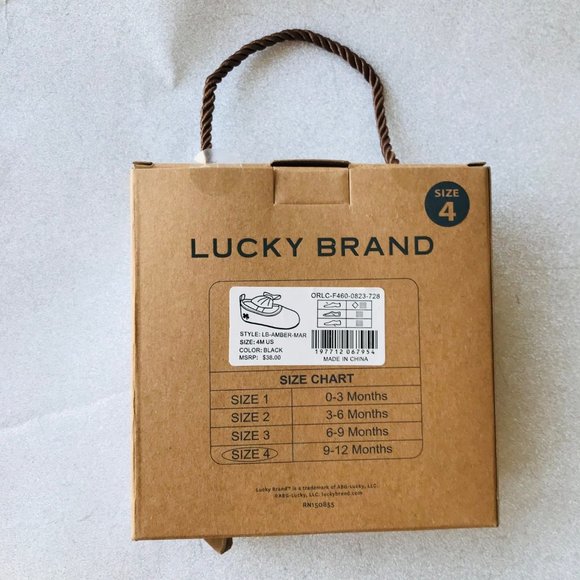 SIZE
4
LUCKY BRAND
ORLC-F460-0823-728
STYLE: LB-AMBER-MAR
SIZE: 4M US
COLOR: BLACK
MSRP: $38.00
197712 067954
MADE IN CHINA
SIZE CHART
SIZE 1 0-3 Months
SIZE 2 3-6 Months
SIZE 3 6-9 Months
SIZE 4 9-12 Months
Lucky Brand™ is a trademark of ABG-Lucky, LLC.
©ABG-Lucky, LLC. luckybrand.com
RN150835